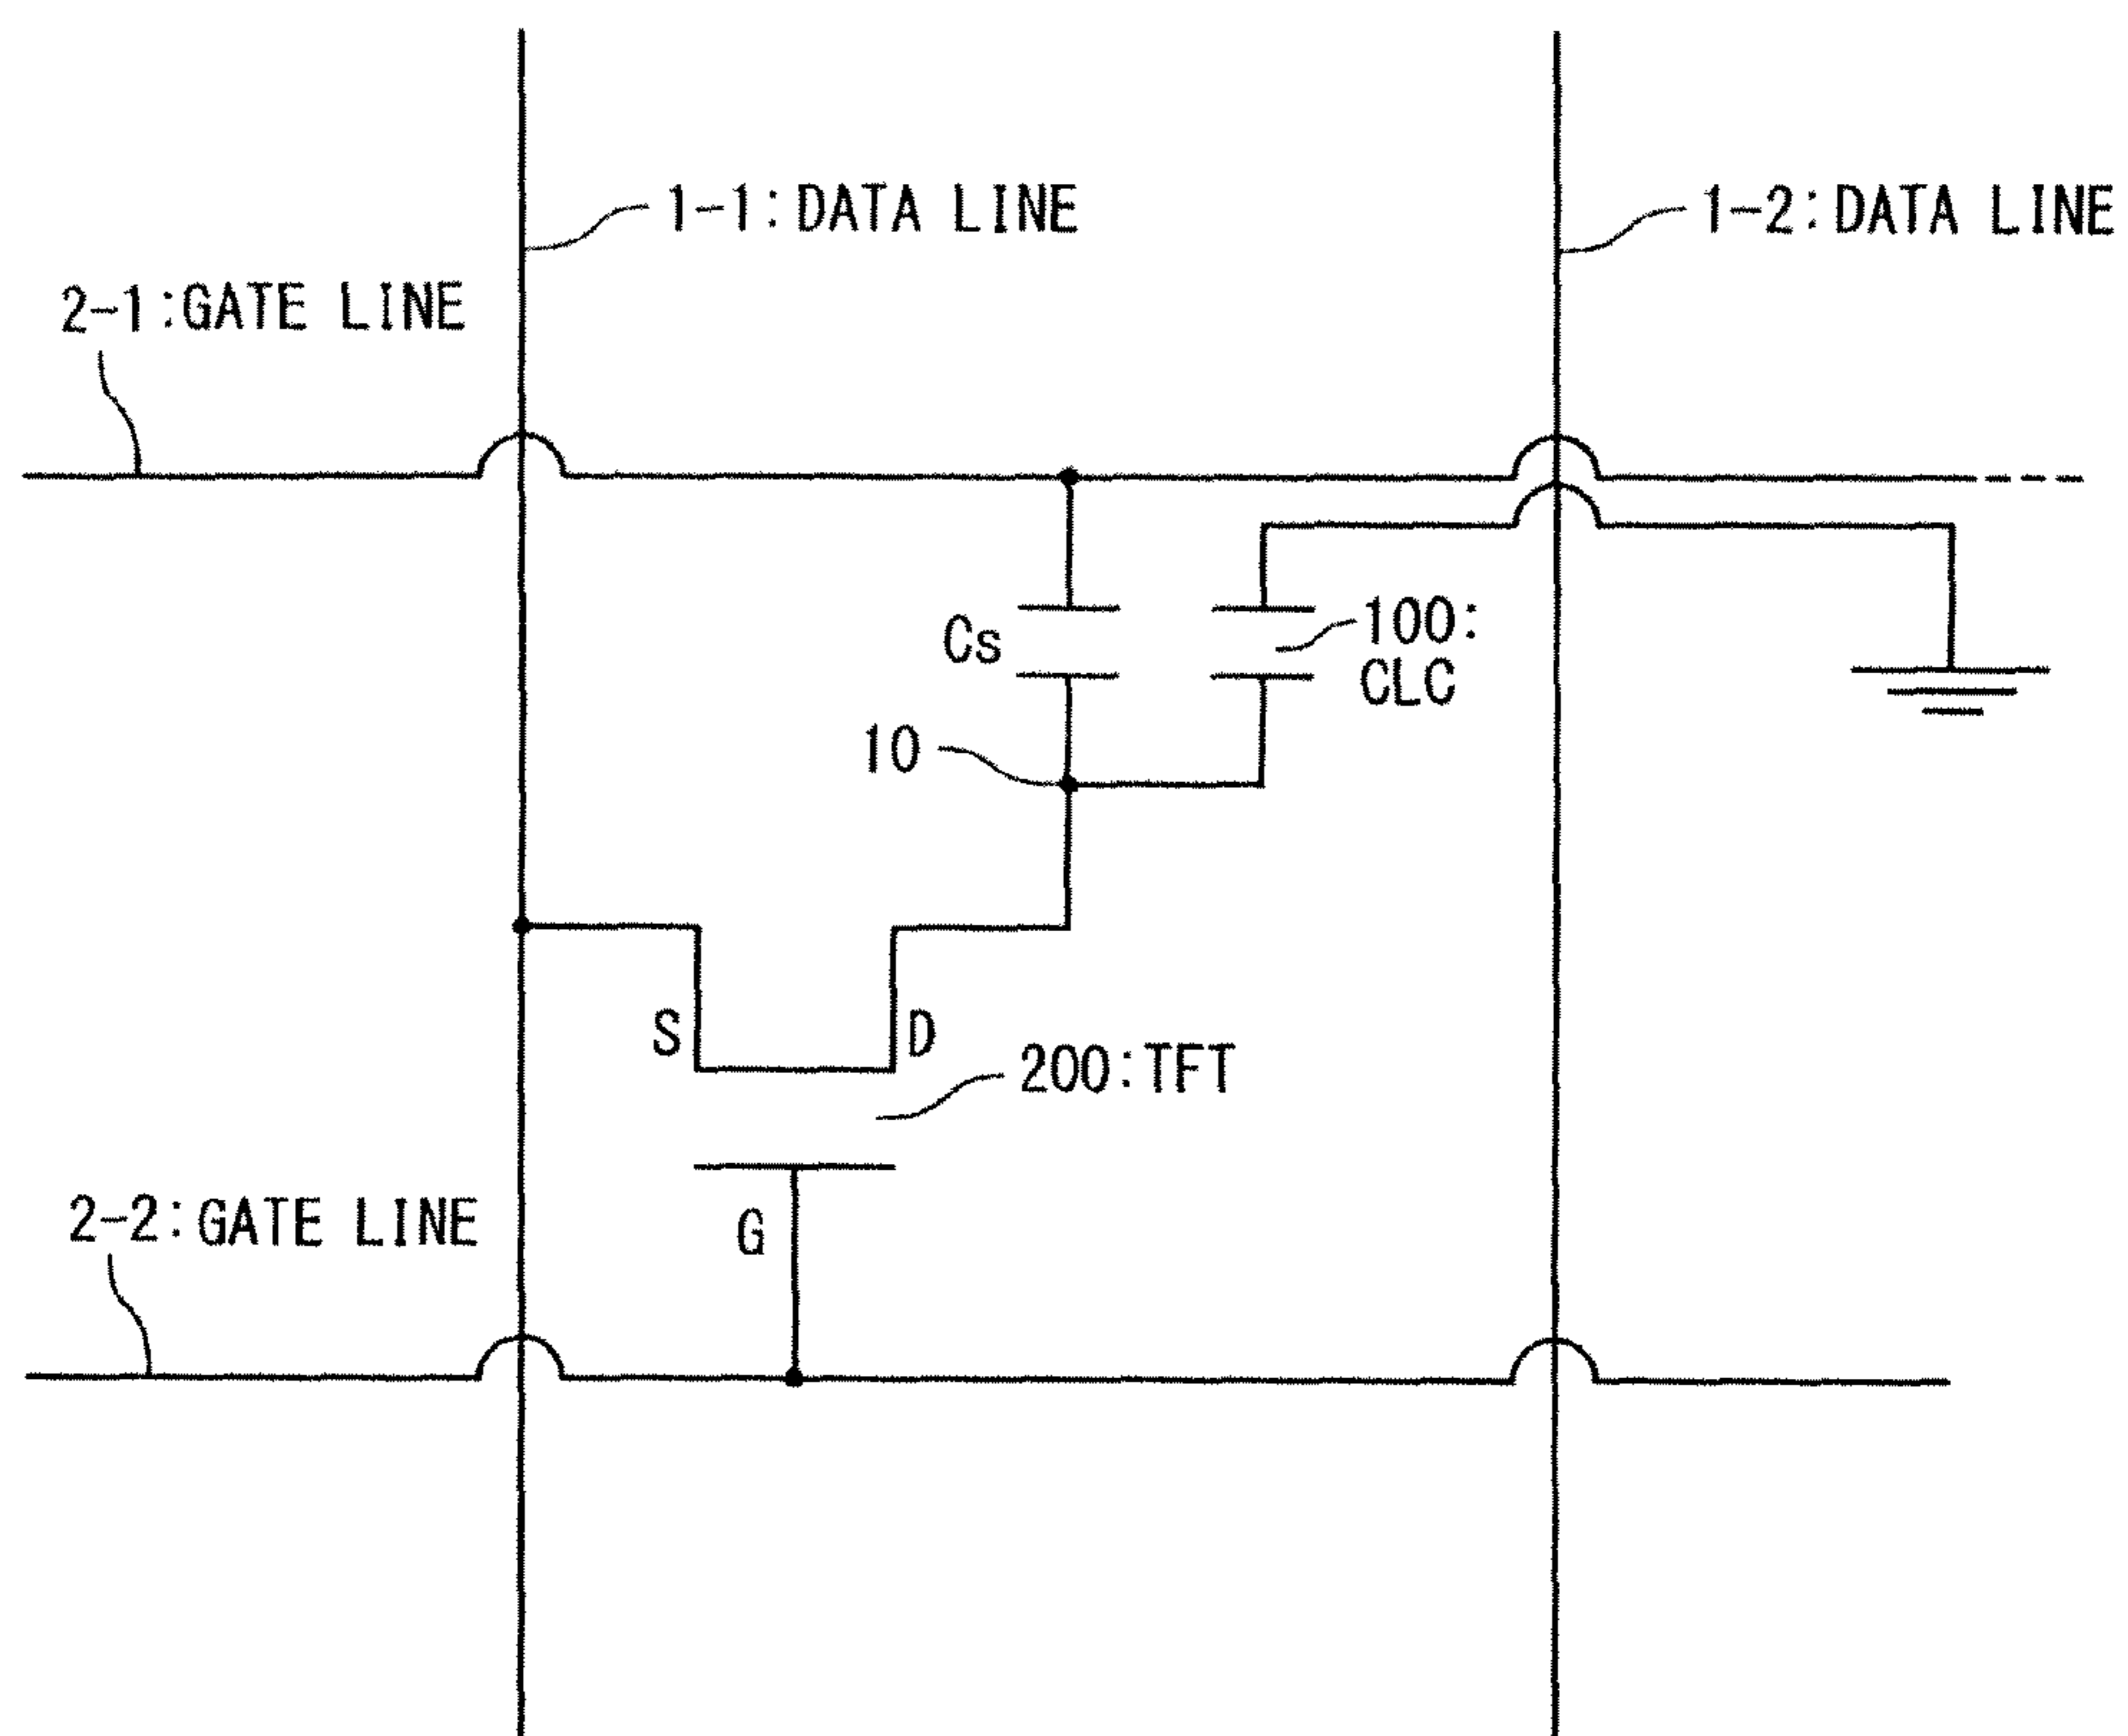 1-1:DATA LINE
1-2:DATA LINE
2-1:GATE LINE
Cs
100:
CLC
10
S
D
200:TFT
2-2:GATE LINE
G